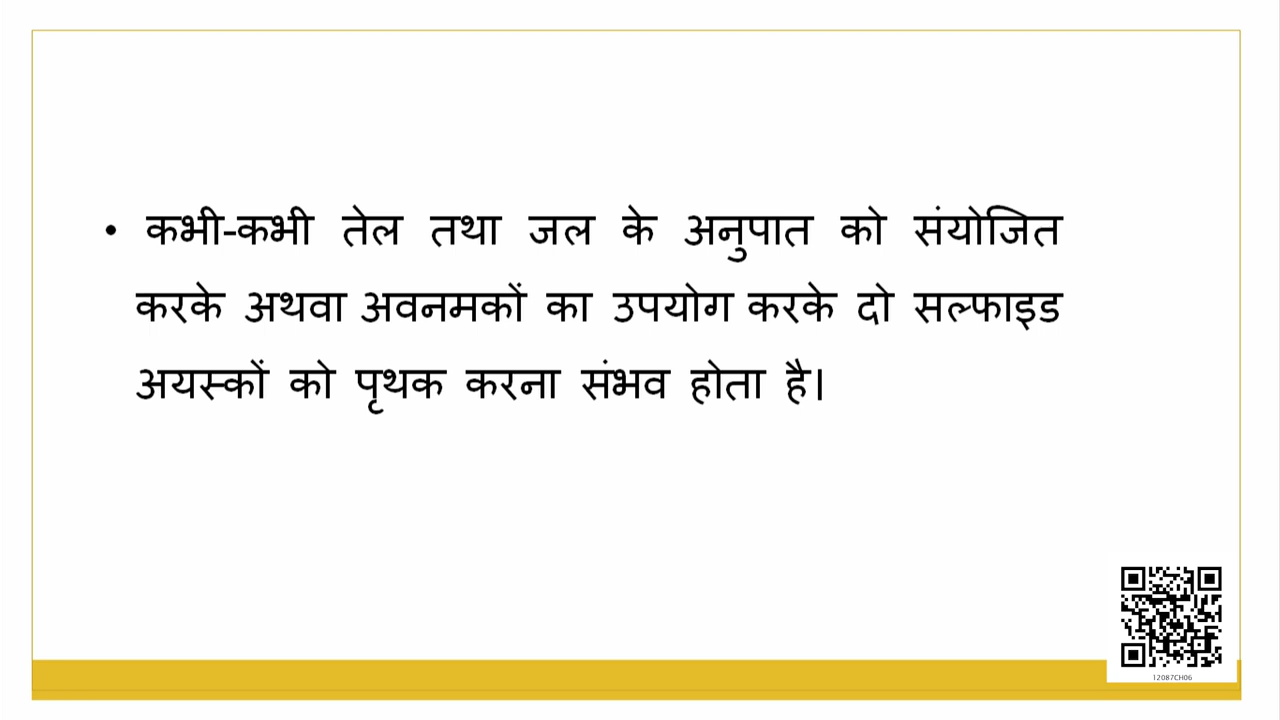 • कभी-कभी तेल तथा जल के अनुपात को संयोजित
करके अथवा अवनमकों का उपयोग करके दो सल्फाइड
अयस्कों को पृथक करना संभव होता है।
12087CH06